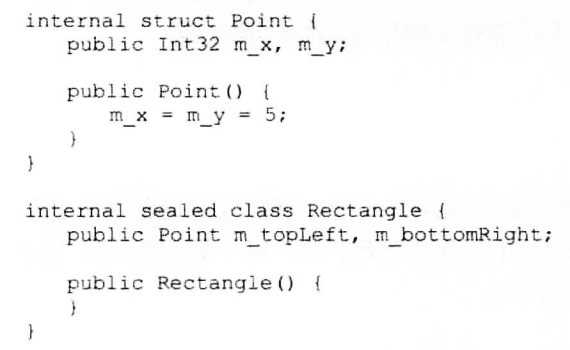 internal struct Point {
public Int32 m_x, m_y;
public Point() {
m_x = m_y = 5;
}
}
internal sealed class Rectangle {
public Point m_topLeft, m_bottomRight;
public Rectangle() {
}
}